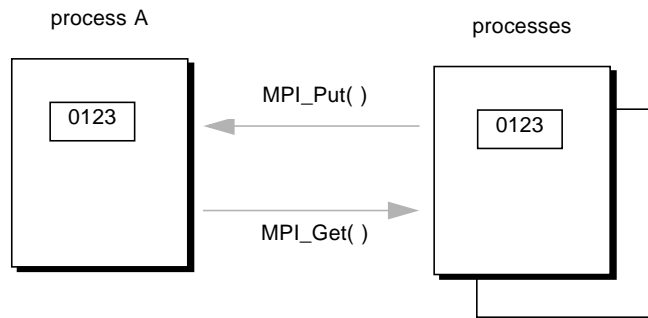 process A
processes
MPI_Put( )
0123
0123
MPI_Get( )